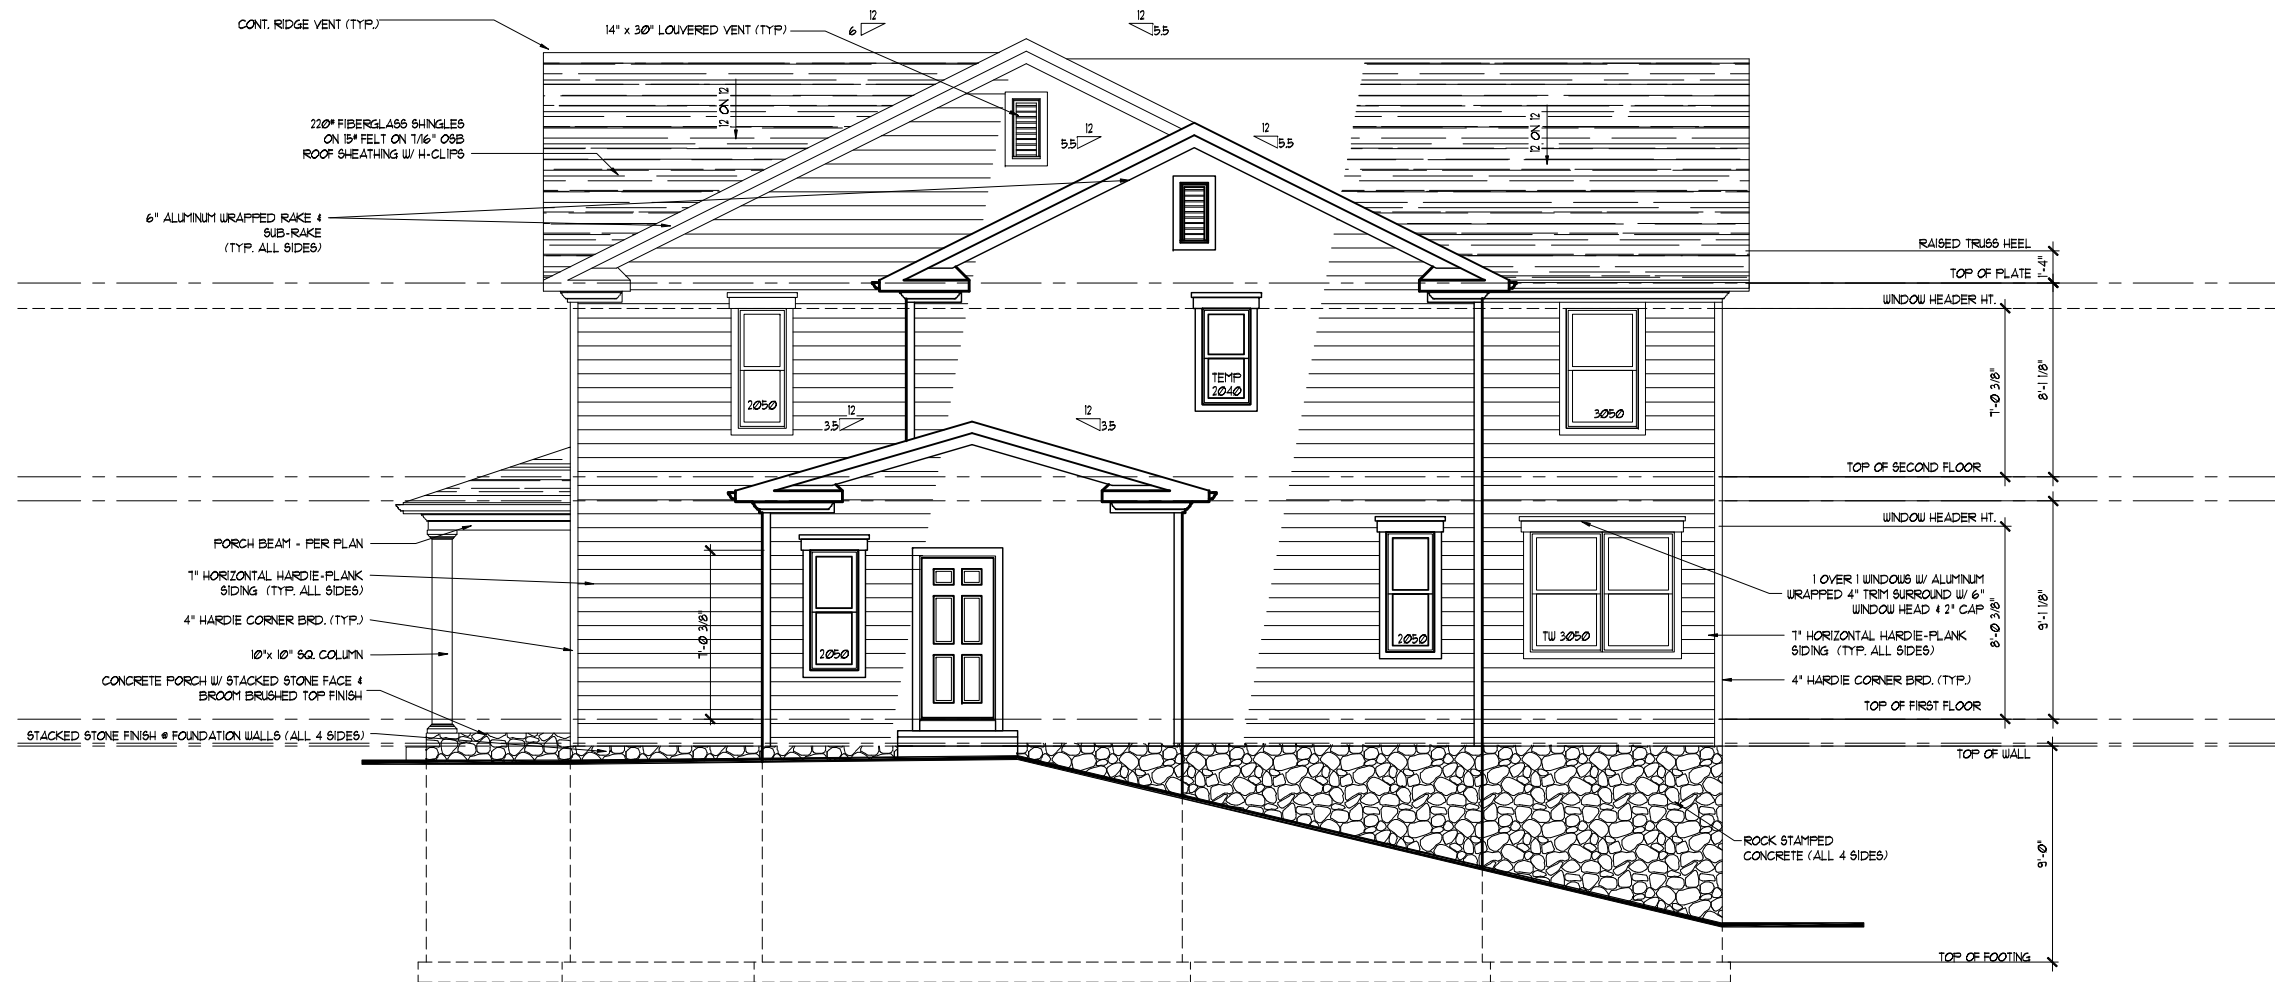 CONT. RIDGE VENT (TYP.)
14" x 30" LOUVERED VENT (TYP)
12
6
12
5.5
12 ON 12
12 ON 12
220# FIBERGLASS SHINGLES
ON 15# FELT ON 7/16" OSB
ROOF SHEATHING W/ H-CLIPS
12
5.5
12
5.5
6" ALUMINUM WRAPPED RAKE &
SUB-RAKE
(TYP. ALL SIDES)
RAISED TRUSS HEEL
1'-4"
TOP OF PLATE
WINDOW HEADER HT.
TEMP
2040
2050
3050
7'-0 3/8"
8'-1 1/8"
12
3.5
12
3.5
TOP OF SECOND FLOOR
WINDOW HEADER HT.
PORCH BEAM - PER PLAN
7" HORIZONTAL HARDIE-PLANK
SIDING (TYP. ALL SIDES)
4" HARDIE CORNER BRD. (TYP.)
10"x 10" SQ. COLUMN
CONCRETE PORCH W/ STACKED STONE FACE &
BROOM BRUSHED TOP FINISH
STACKED STONE FINISH @ FOUNDATION WALLS (ALL 4 SIDES)
7'-0 3/8"
2050
2050
TW 3050
1 OVER 1 WINDOWS W/ ALUMINUM
WRAPPED 4" TRIM SURROUND W/ 6"
WINDOW HEAD & 2" CAP
7" HORIZONTAL HARDIE-PLANK
SIDING (TYP. ALL SIDES)
4" HARDIE CORNER BRD. (TYP.)
8'-0 3/8"
9'-1 1/8"
TOP OF FIRST FLOOR
TOP OF WALL
ROCK STAMPED
CONCRETE (ALL 4 SIDES)
9'-0"
TOP OF FOOTING